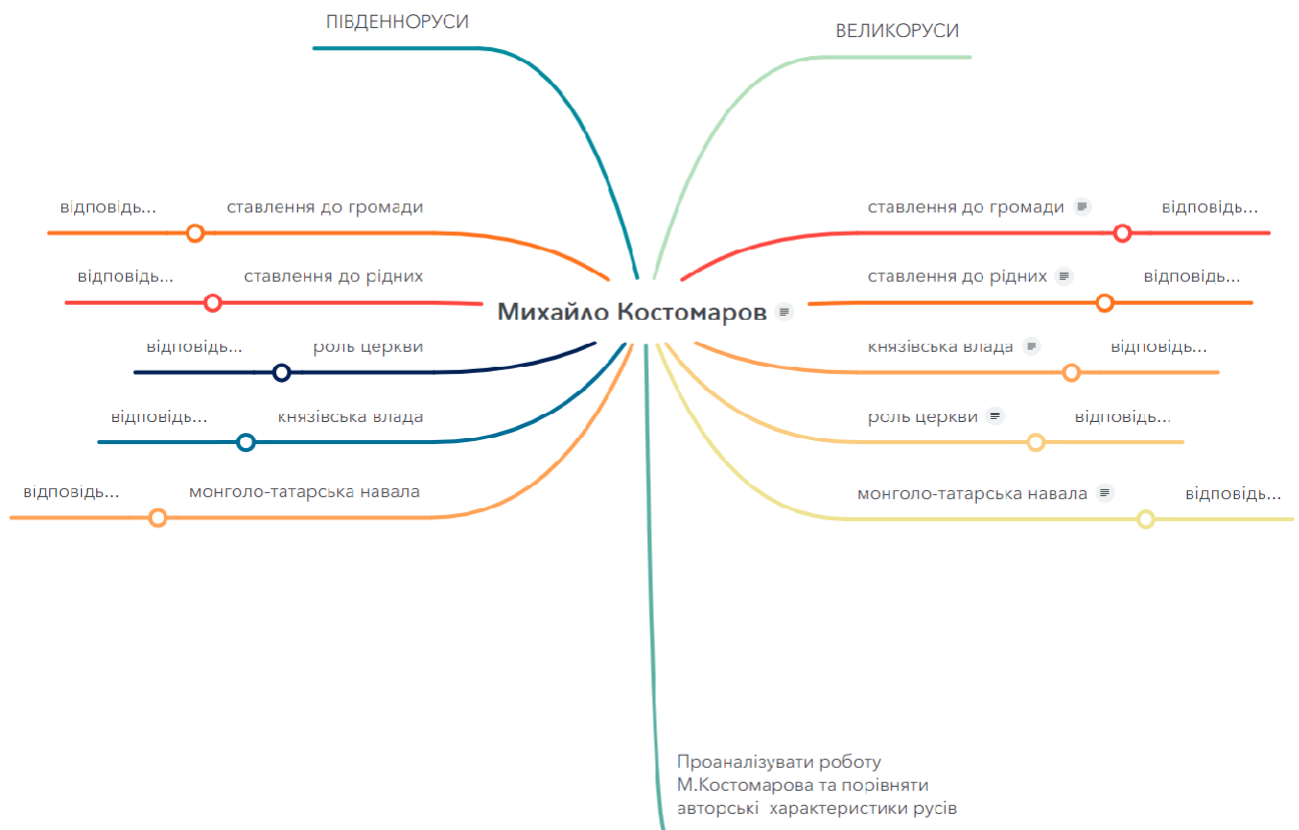 ПІВДЕННОРУСИ
ВЕЛИКОРУСИ
відповідь... ставлення до громади
ставлення до громади відповідь...
відповідь... ставлення до рідних
ставлення до рідних відповідь...
Михайло Костомаров
відповідь... роль церкви
князівська влада відповідь...
відповідь... князівська влада
роль церкви відповідь...
відповідь... монголо-татарська навала
монголо-татарська навала відповідь...
Проаналізувати роботу
М.Костомарова та порівняти
авторські характеристики русів